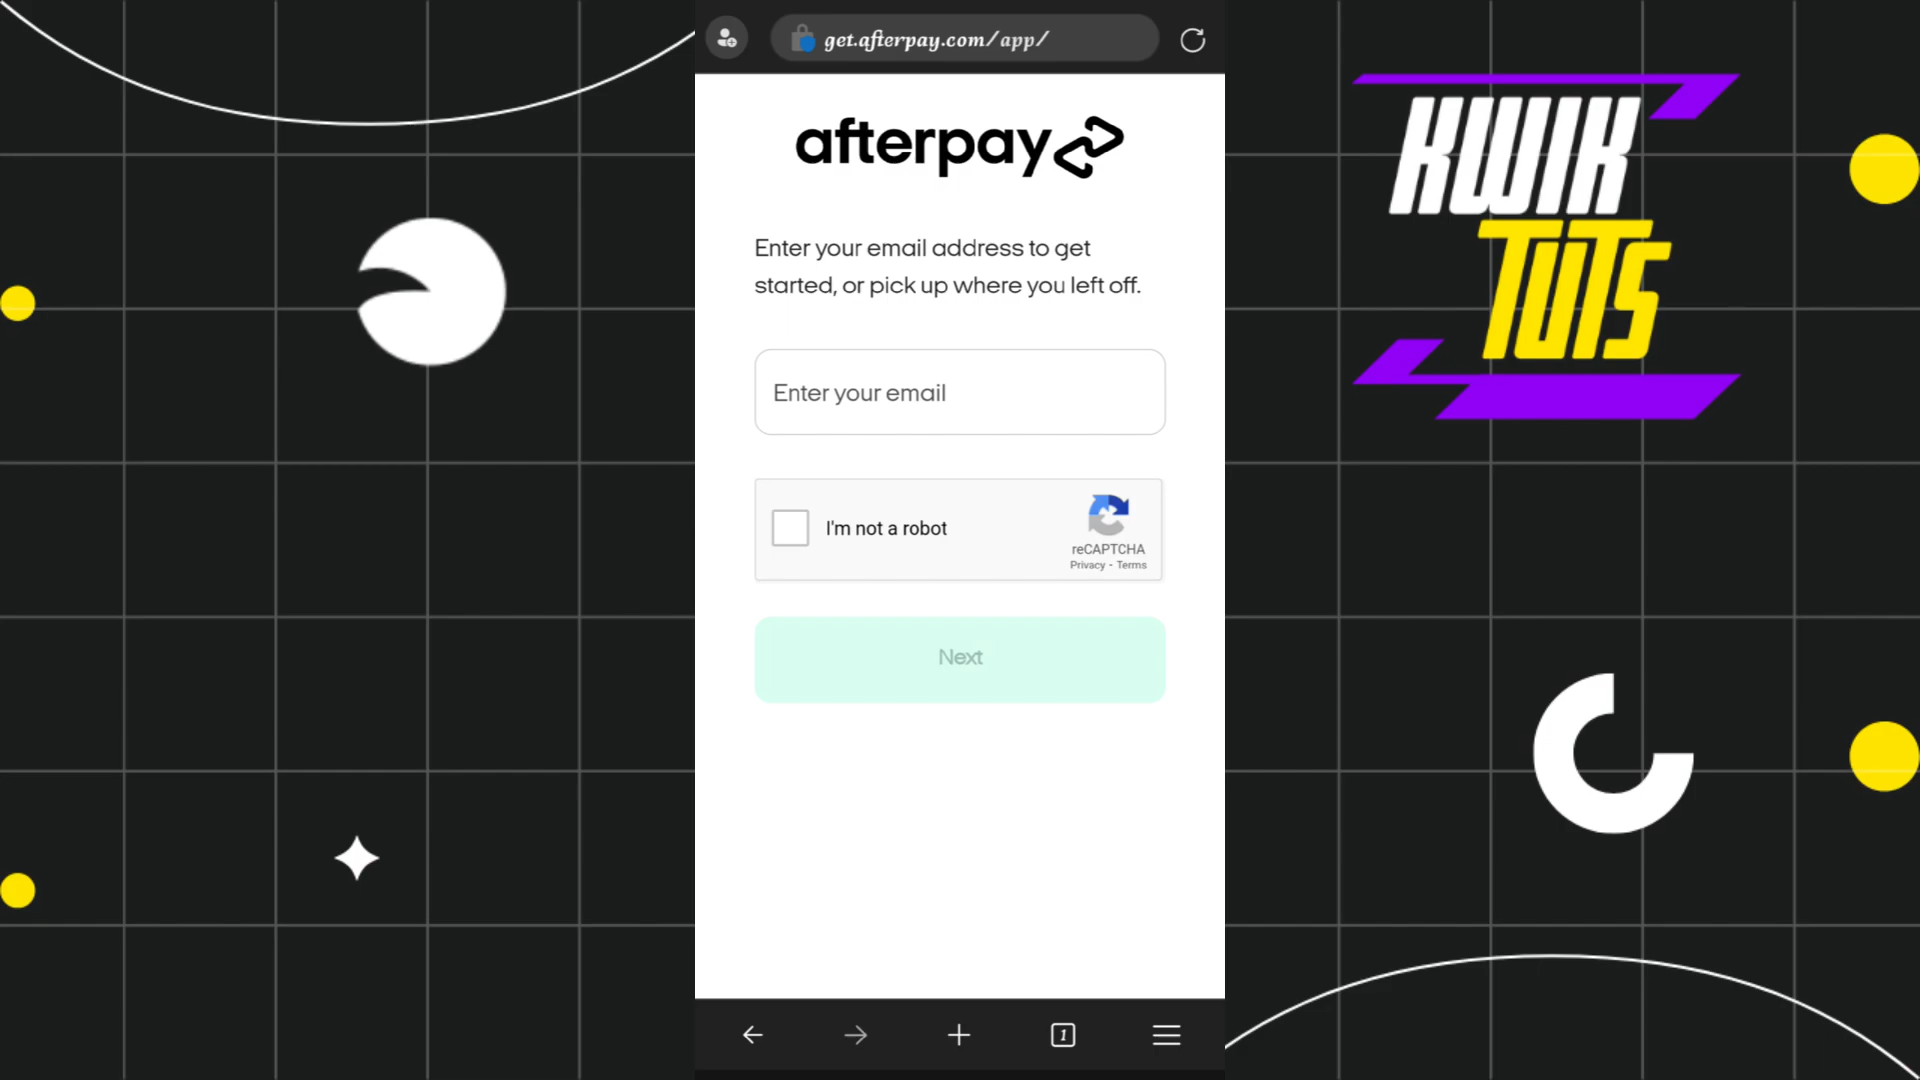 get.afterpay.com/app/
afterpay
Enter your email address to get
started, or pick up where you left off.
Enter your email
I'm not a robot
reCAPTCHA
Privacy - Terms
Next
1
KWIK
TUTS